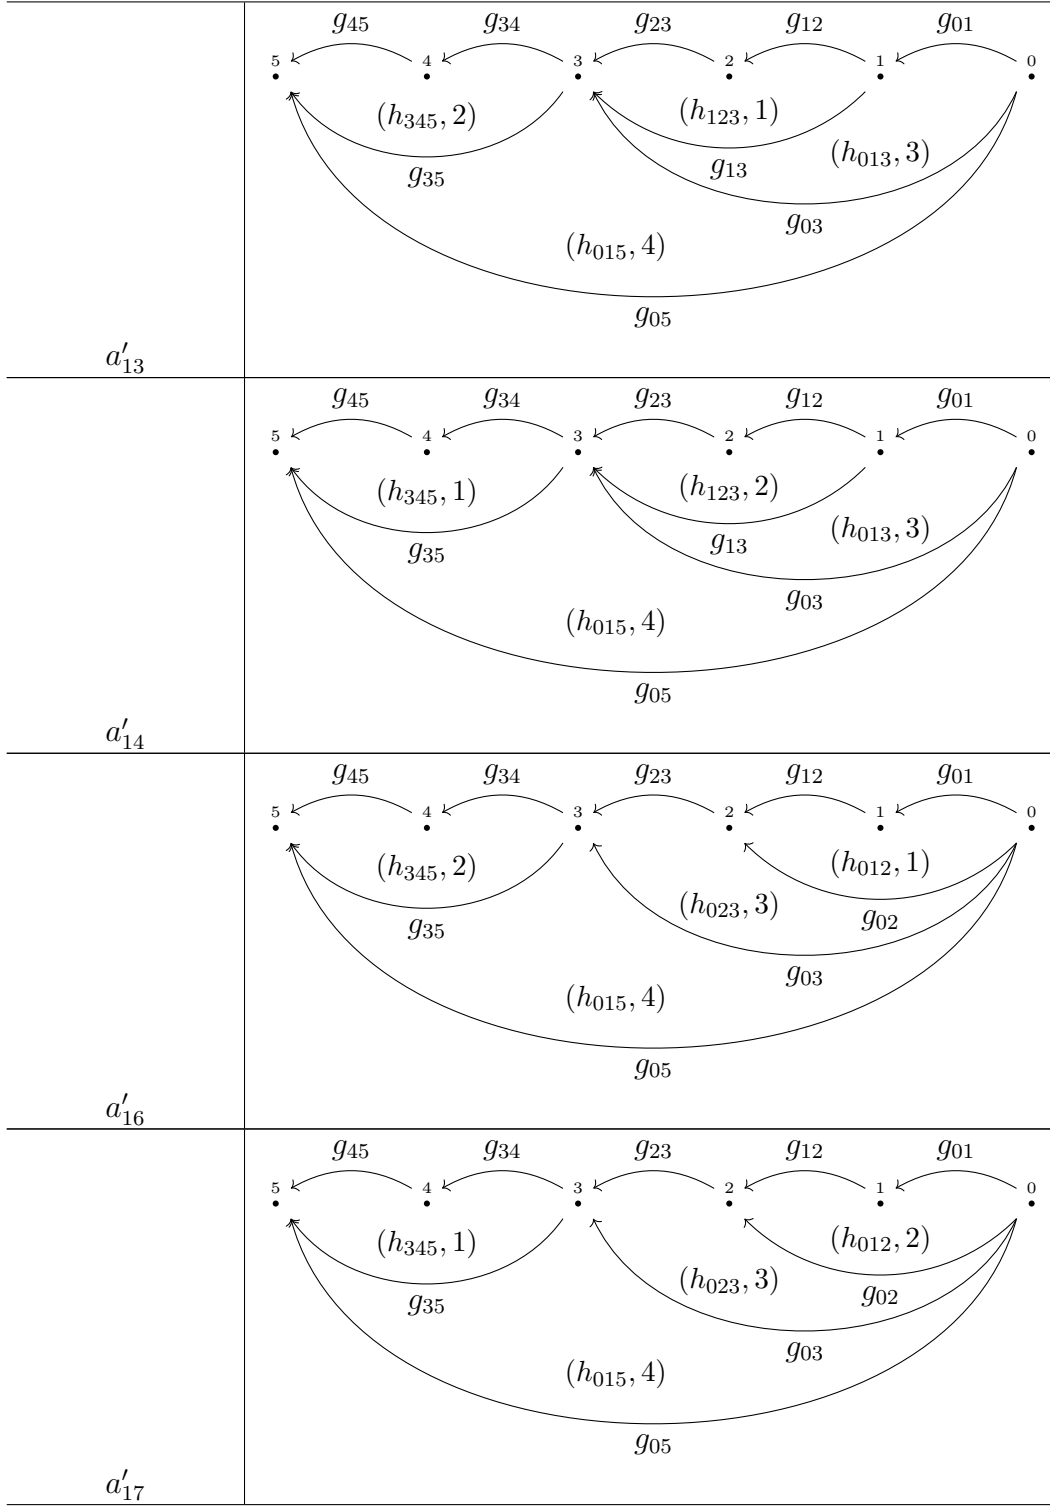 g45 g34 g23 g12 g01
5 4 3 2 1 0
(h345, 2) (h123, 1)
(h013, 3)
g35 g13
g03
(h015, 4)
g05
a′13
g45 g34 g23 g12 g01
5 4 3 2 1 0
(h345, 1) (h123, 2)
(h013, 3)
g35 g13
g03
(h015, 4)
g05
a′14
g45 g34 g23 g12 g01
5 4 3 2 1 0
(h345, 2) (h012, 1)
(h023, 3)
g35 g02
g03
(h015, 4)
g05
a′16
g45 g34 g23 g12 g01
5 4 3 2 1 0
(h345, 1) (h012, 2)
(h023, 3)
g35 g02
g03
(h015, 4)
g05
a′17